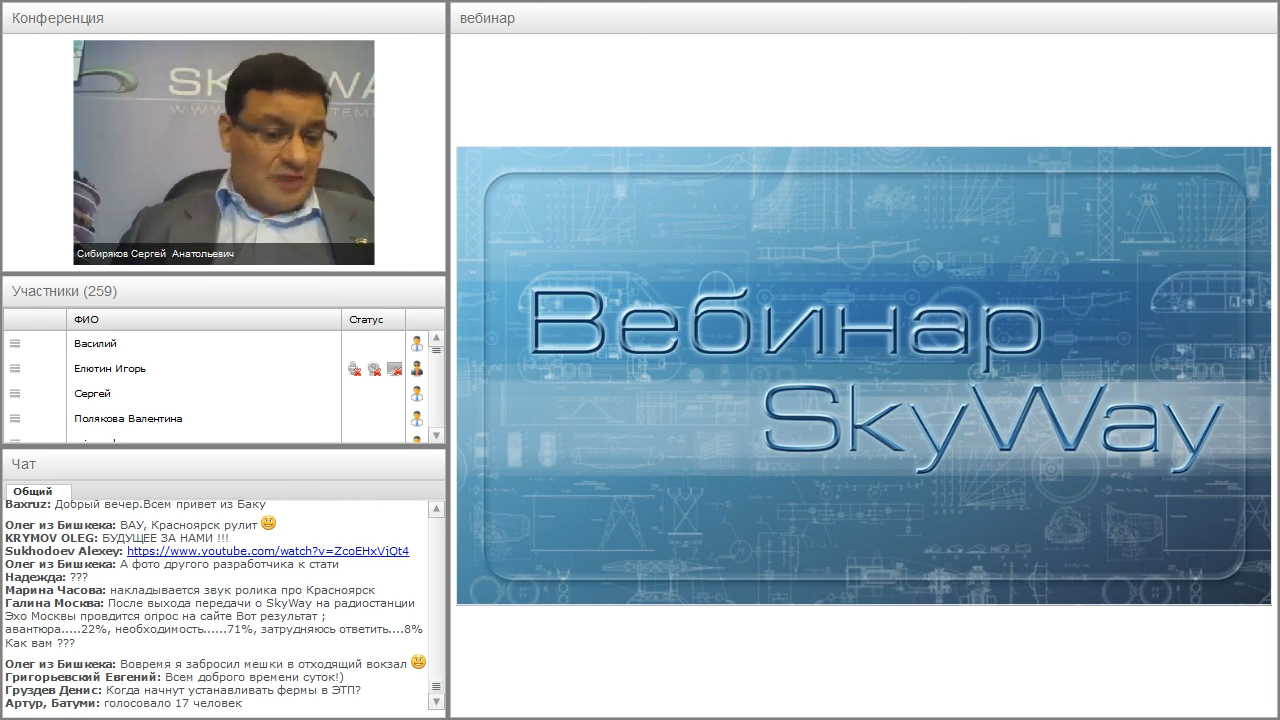 Конференция
SKYWA
Сибиряков Сергей Анатольевич
Участники (259)
ФИО Статус
Василий
Елютин Игорь
Сергей
Полякова Валентина
Чат
Общий
Baxruz: Добрый вечер.Всем привет из Баку
Олег из Бишкека: ВАУ, Красноярск рулит
KRYMOV OLEG: БУДУЩЕЕ ЗА НАМИ !!!
Sukhodoev Alexey: https://www.youtube.com/watch?v=ZcoEHxVjQt4
Олег из Бишкека: А фото другого разработчика к стати
Надежда: ???
Марина Часова: накладывается звук ролика про Красноярск
Галина Москва: После выхода передачи о SkyWay на радиостанции
Эхо Москвы провдится опрос на сайте Вот результат ;
авантюра.....22%, необходимость......71%, затрудняюсь ответить....8%
Как вам ???
Олег из Бишкека: Вовремя я забросил мешки в отходящий вокзал
Григорьевский Евгений: Всем доброго времени суток!)
Груздев Денис: Когда начнут устанавливать фермы в ЭТП?
Артур, Батуми: голосовало 17 человек
вебинар
Вебинар
SkyWay